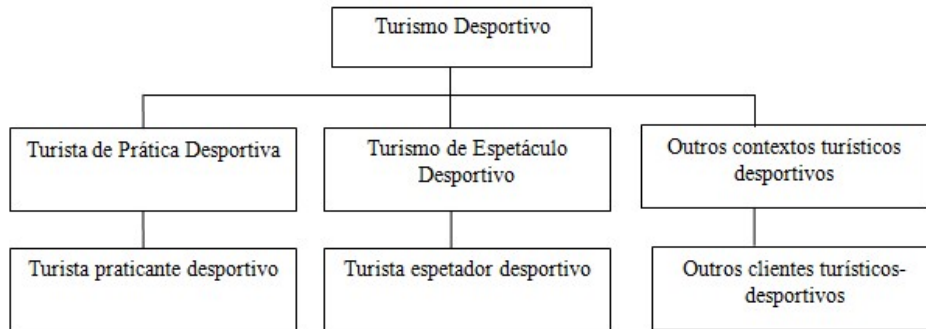 Turismo Desportivo
Turista de Prática Desportiva
Turismo de Espetáculo
Desportivo
Outros contextos turísticos
desportivos
Turista praticante desportivo
Turista espetador desportivo
Outros clientes turísticos-
desportivos